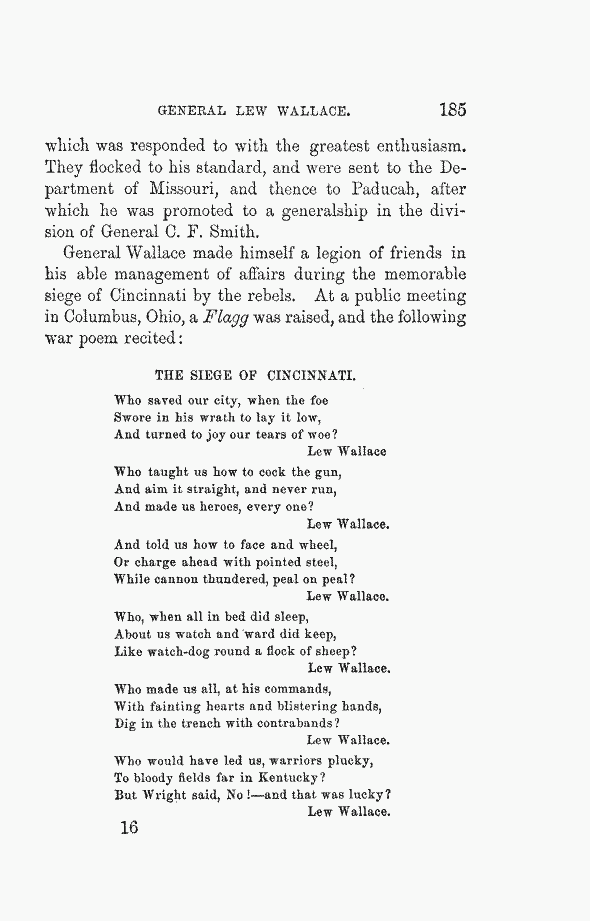 GENERAL LEW WALLACE. 185
which was responded to with the greatest enthusiasm.
They flocked to his standard, and were sent to the De-
partment of Missouri, and thence to Paducah, after
which he was promoted to a generalship in the divi-
sion of General C. F. Smith.
General Wallace made himself a legion of friends in
his able management of affairs during the memorable
siege of Cincinnati by the rebels. At a public meeting
in Columbus, Ohio, a Flagg was raised, and the following
war poem recited:
THE SIEGE OF CINCINNATI.
Who saved our city, when the foe
Swore in his wrath to lay it low,
And turned to joy our tears of woe?
Lew Wallace
Who taught us how to cock the gun,
And aim it straight, and never run,
And made us heroes, every one?
Lew Wallace.
And told us how to face and wheel,
Or charge ahead with pointed steel,
While cannon thundered, peal on peal?
Lew Wallace.
Who, when all in bed did sleep,
About us watch and ward did keep,
Like watch-dog round a flock of sheep?
Lew Wallace.
Who made us all, at his commands,
With fainting hearts and blistering hands,
Dig in the trench with contrabands?
Lew Wallace.
Who would have led us, warriors plucky,
To bloody fields far in Kentucky?
But Wright said, No!—and that was lucky?
Lew Wallace.
16